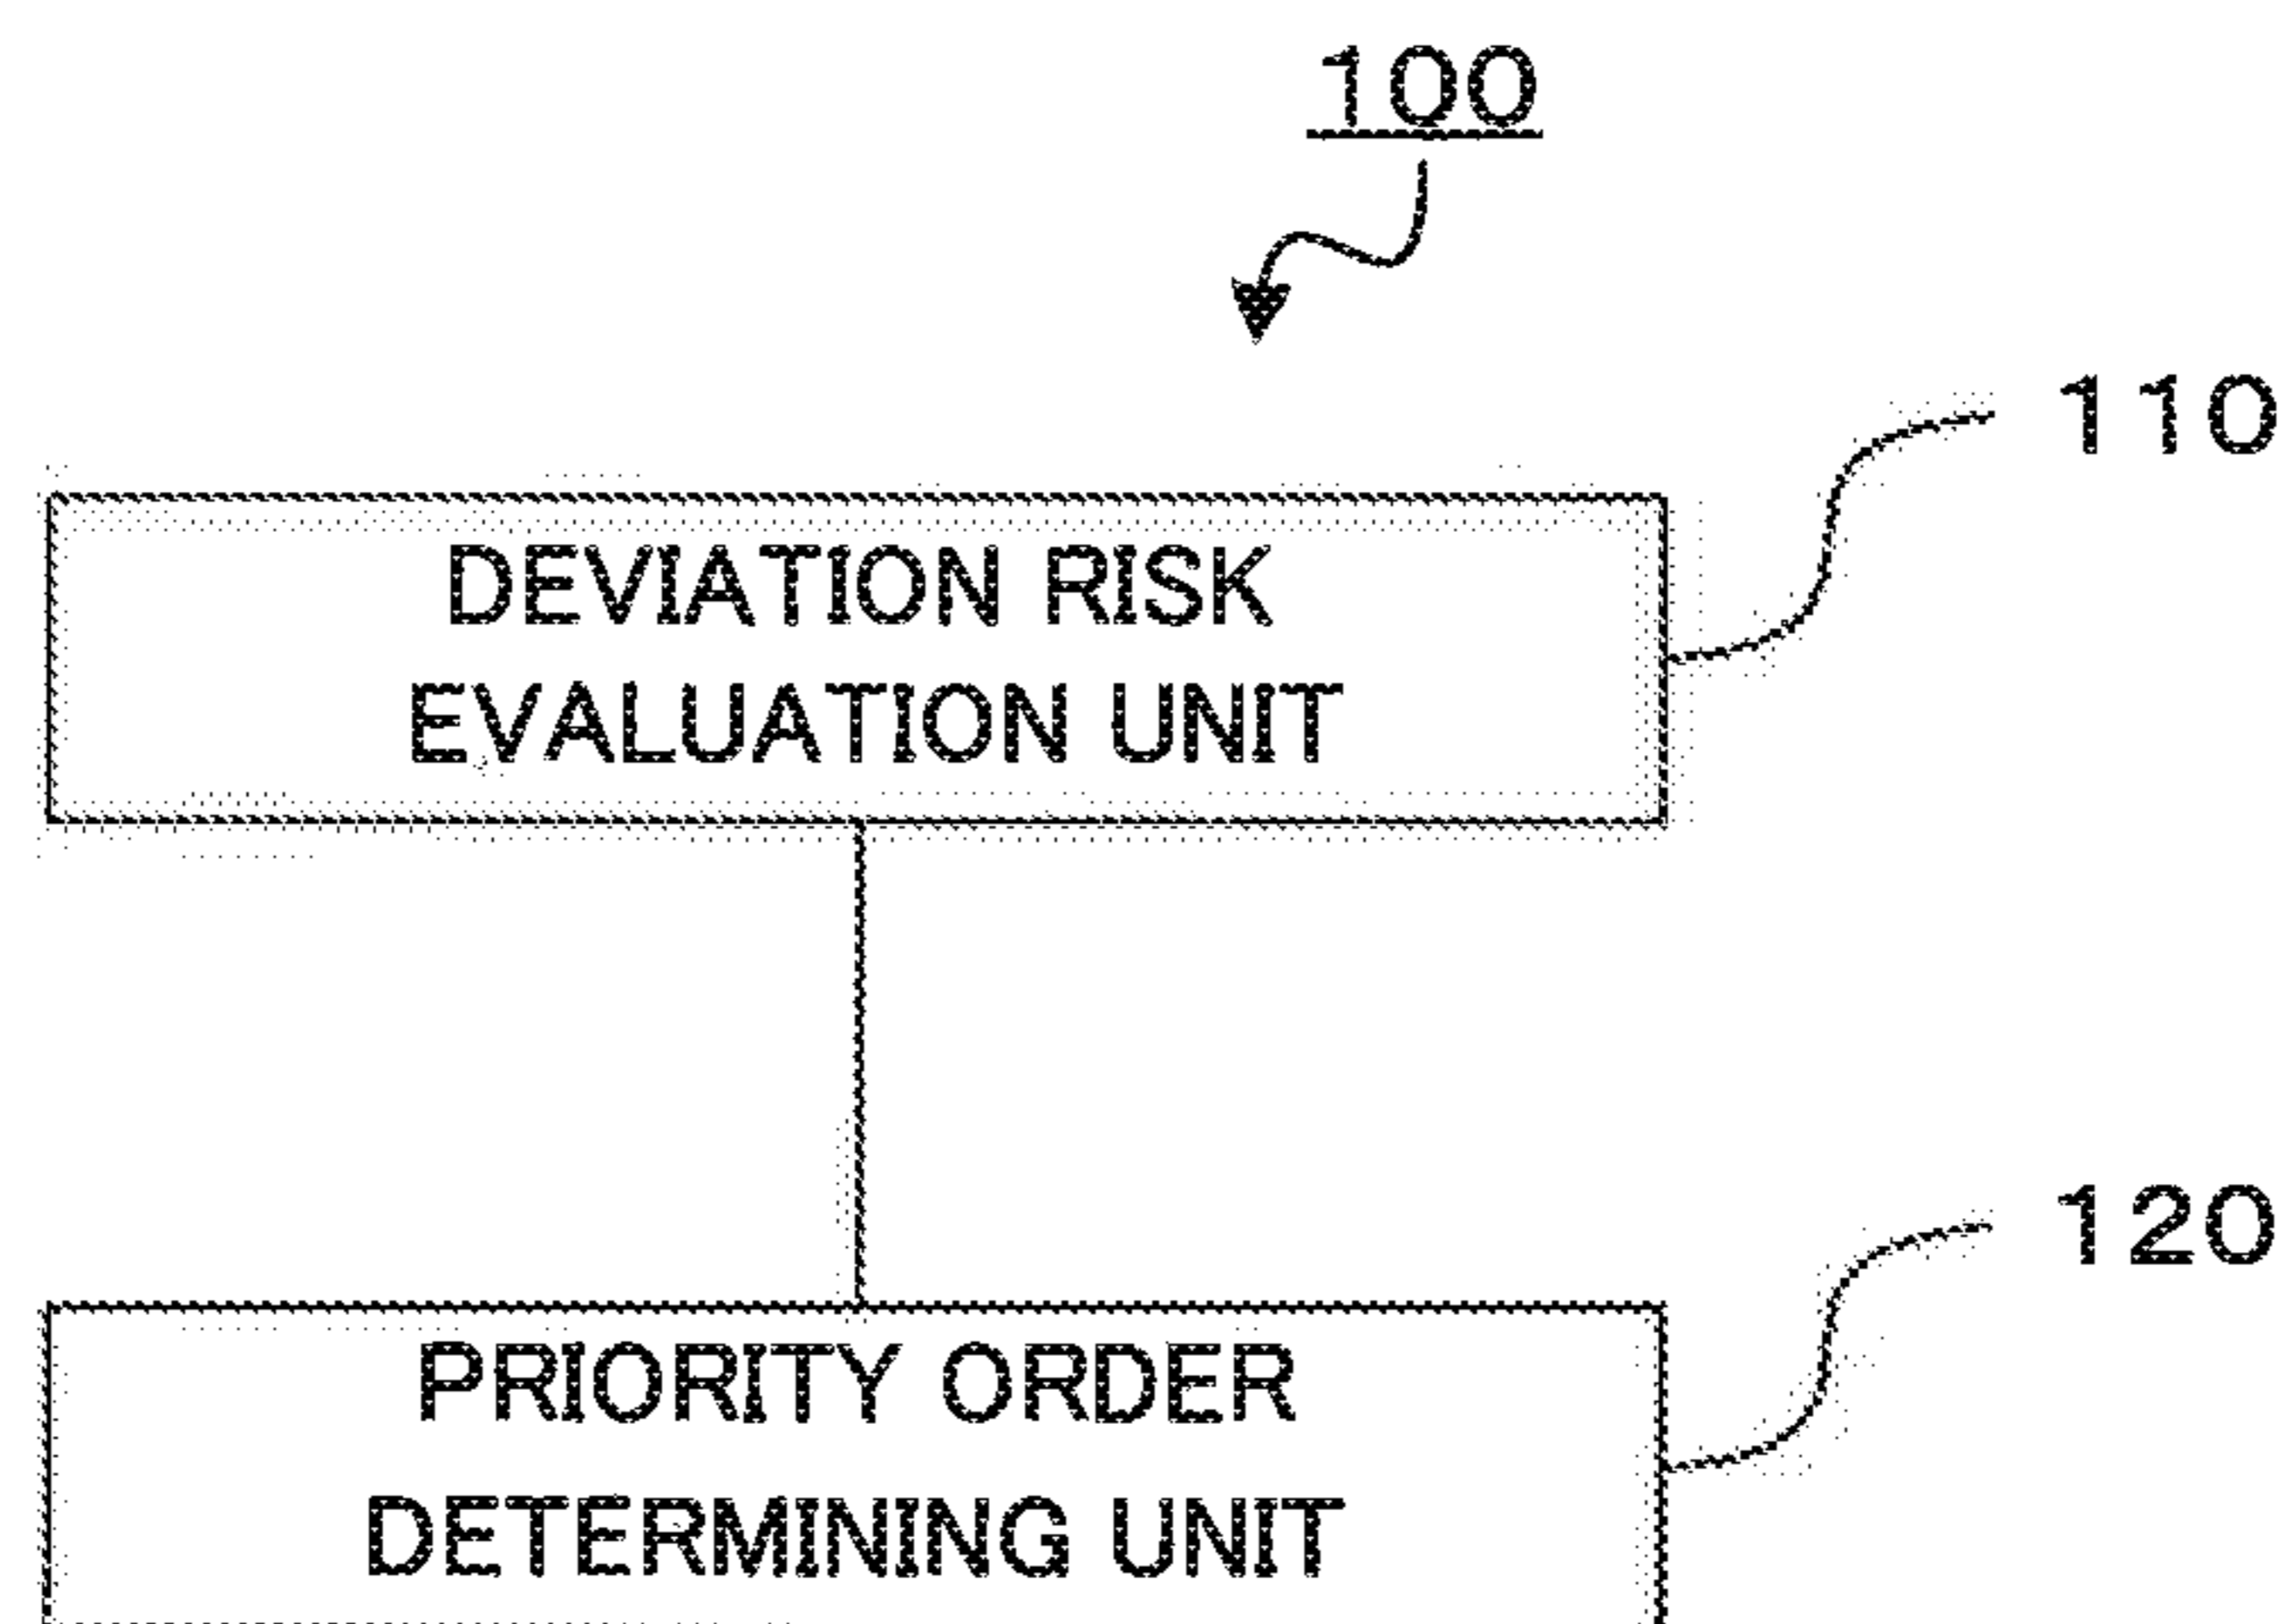 100
110
DEVIATION RISK
EVALUATION UNIT
120
PRIORITY ORDER
DETERMINING UNIT